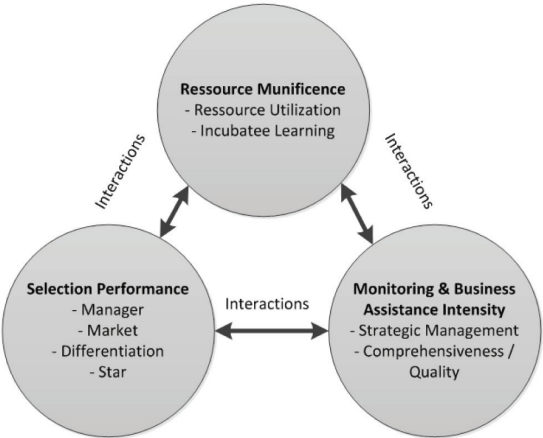 Ressource Munificence
- Ressource Utilization
- Incubatee Learning
Interactions
Interactions
Selection Performance
- Manager
- Market
- Differentiation
- Star
Interactions
Monitoring & Business
Assistance Intensity
- Strategic Management
- Comprehensiveness /
Quality